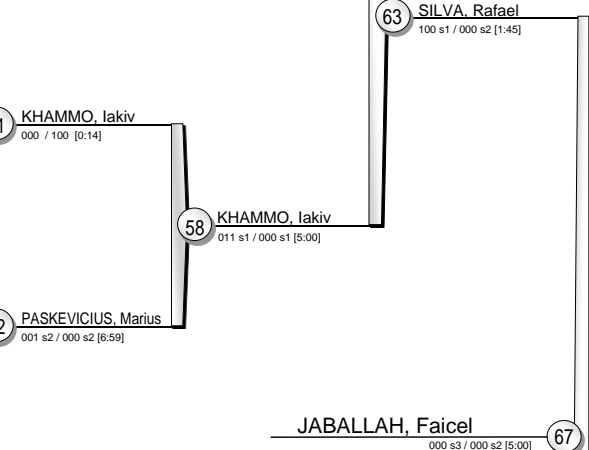 63 SILVA, Rafael
100 s1 / 000 s2 [1:45]
KHAMMO, Iakiv
000 / 100 [0:14]
58 KHAMMO, Iakiv
011 s1 / 000 s1 [5:00]
2 PASKEVICIUS, Marius
001 s2 / 000 s2 [6:59]
JABALLAH, Faicel
000 s3 / 000 s2 [5:00] 67